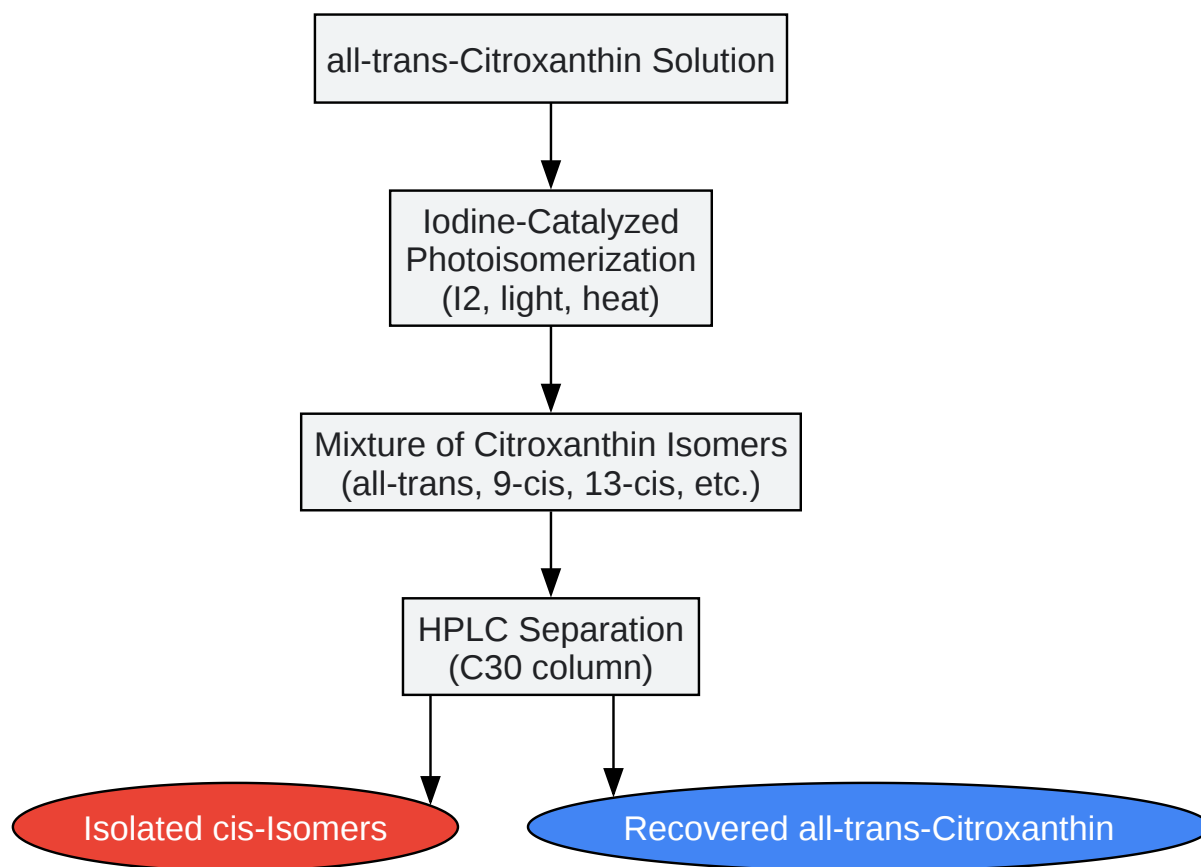 all-trans-Citroxanthin Solution
Iodine-Catalyzed
Photoisomerization
(I2, light, heat)
Mixture of Citroxanthin Isomers
(all-trans, 9-cis, 13-cis, etc.)
HPLC Separation
(C30 column)
Isolated cis-Isomers
Recovered all-trans-Citroxanthin